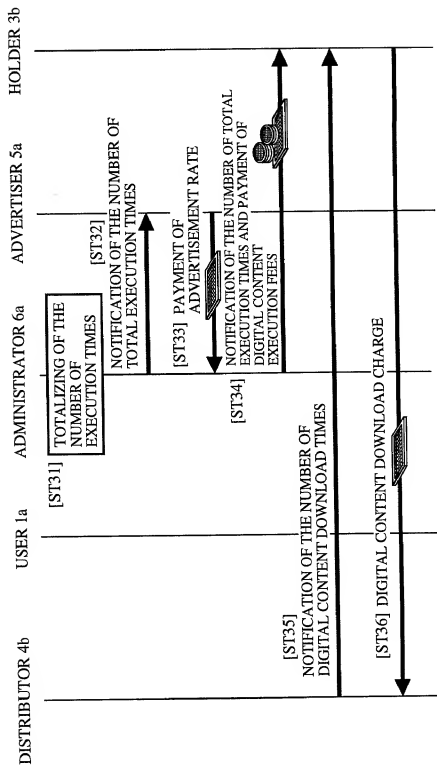 DISTRIBUTOR 4b
USER 1a
ADMINISTRATOR 6a
ADVERTISER 5a
HOLDER 3b
[ST31]
TOTALIZING OF THE
NUMBER OF
EXECUTION TIMES
[ST32]
NOTIFICATION OF THE NUMBER OF
TOTAL EXECUTION TIMES
[ST33] PAYMENT OF
ADVERTISEMENT RATE
[ST34]
NOTIFICATION OF THE NUMBER OF TOTAL
EXECUTION TIMES AND PAYMENT OF
DIGITAL CONTENT
EXECUTION FEES
[ST35]
NOTIFICATION OF THE NUMBER OF
DIGITAL CONTENT DOWNLOAD TIMES
[ST36] DIGITAL CONTENT DOWNLOAD CHARGE